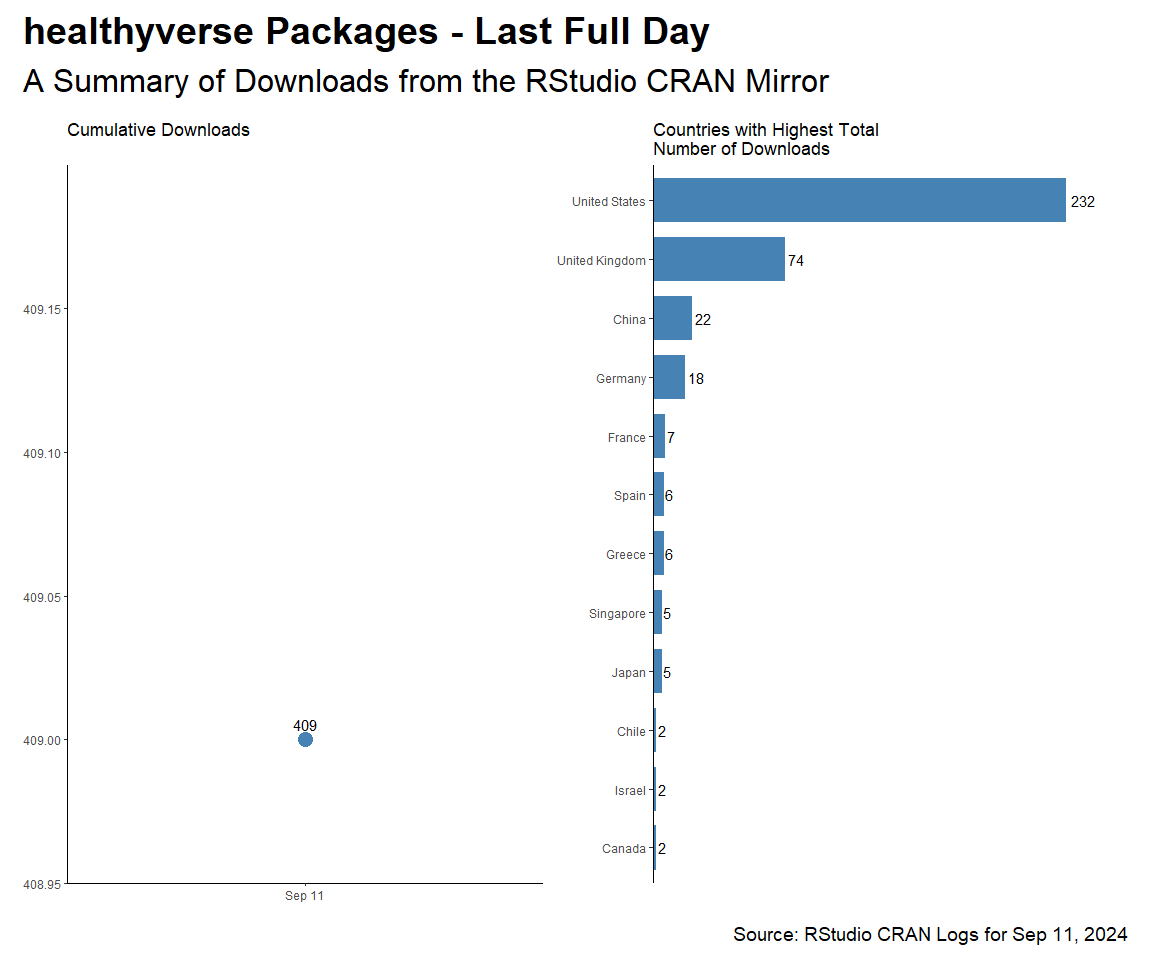 healthyverse Packages - Last Full Day
A Summary of Downloads from the RStudio CRAN Mirror
Cumulative Downloads
409.15
409.10
409.05
409.00
408.95
409
Sep 11
Countries with Highest Total
Number of Downloads
United States 232
United Kingdom 74
China 22
Germany 18
France 7
Spain 6
Greece 6
Singapore 5
Japan 5
Chile 2
Israel 2
Canada 2
Source: RStudio CRAN Logs for Sep 11, 2024